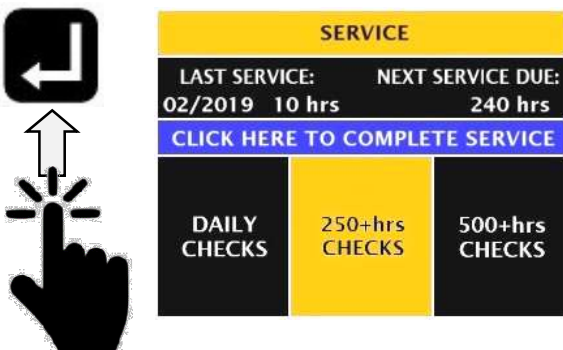 SERVICE
LAST SERVICE: NEXT SERVICE DUE:
02/2019 10 hrs 240 hrs
CLICK HERE TO COMPLETE SERVICE
DAILY CHECKS
250+hrs CHECKS
500+hrs CHECKS